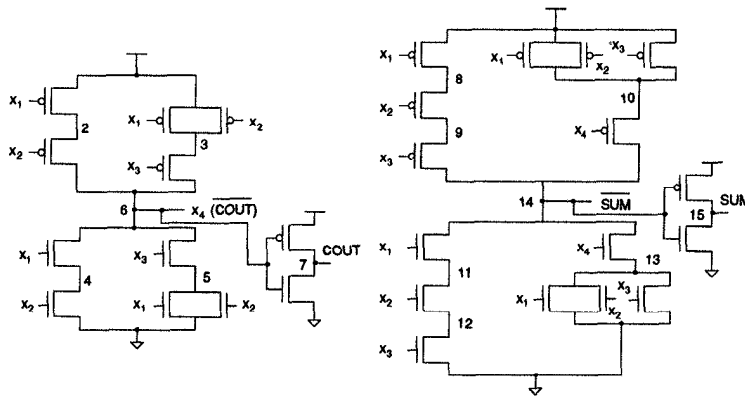 x₃
x₁ x₁ x₂
8
x₁ 10
2 x₁ x₂ x₂
3 9 x₄
x₂ x₃ x₃
6 x₄ (COUT) 14 SUM 15 SUM
x₁ x₃ 7 COUT x₁ x₄ 13
4 5 11
x₂ x₁ x₂ x₂ x₁ x₂ x₃
12
x₃